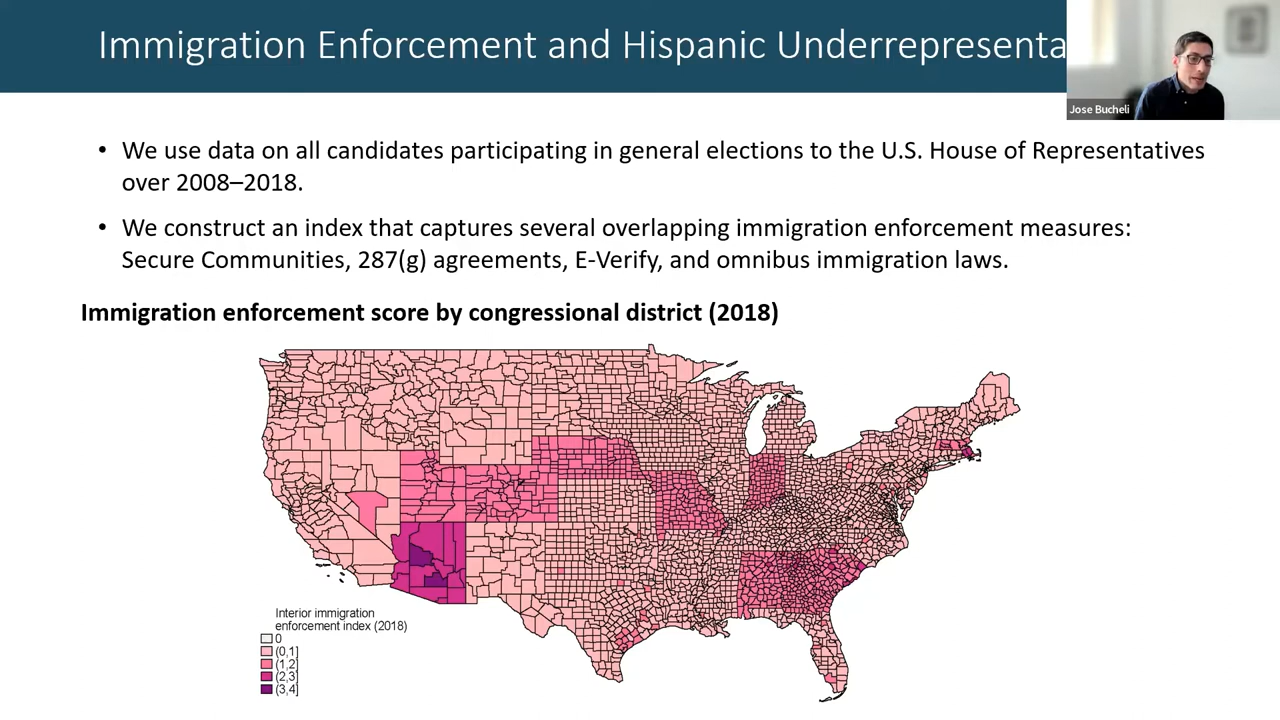 Immigration Enforcement and Hispanic Underrepresenta
Jose Bucheli
• We use data on all candidates participating in general elections to the U.S. House of Representatives
over 2008–2018.
• We construct an index that captures several overlapping immigration enforcement measures:
Secure Communities, 287(g) agreements, E-Verify, and omnibus immigration laws.
Immigration enforcement score by congressional district (2018)
Interior immigration
enforcement index (2018)
0
(0,1]
(1,2]
(2,3]
(3,4]